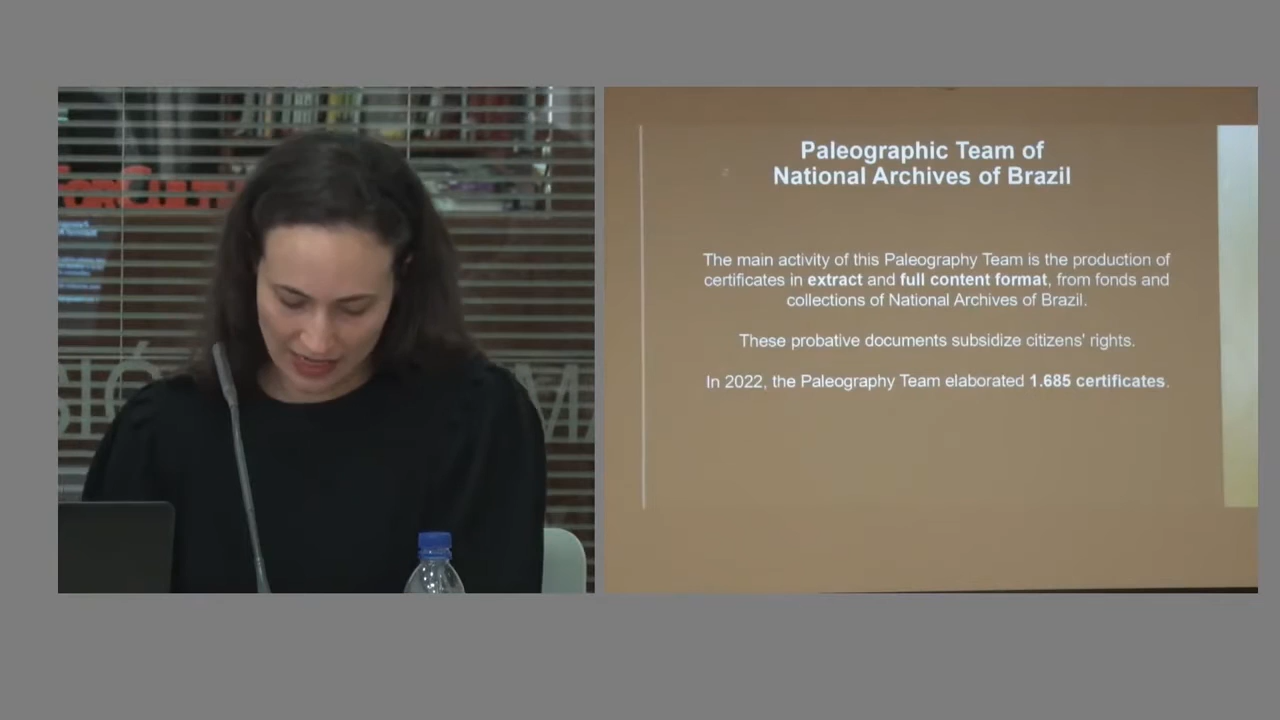 Paleographic Team of
National Archives of Brazil
The main activity of this Paleography Team is the production of
certificates in extract and full content format, from fonds and
collections of National Archives of Brazil.
These probative documents subsidize citizens' rights.
In 2022, the Paleography Team elaborated 1.685 certificates.